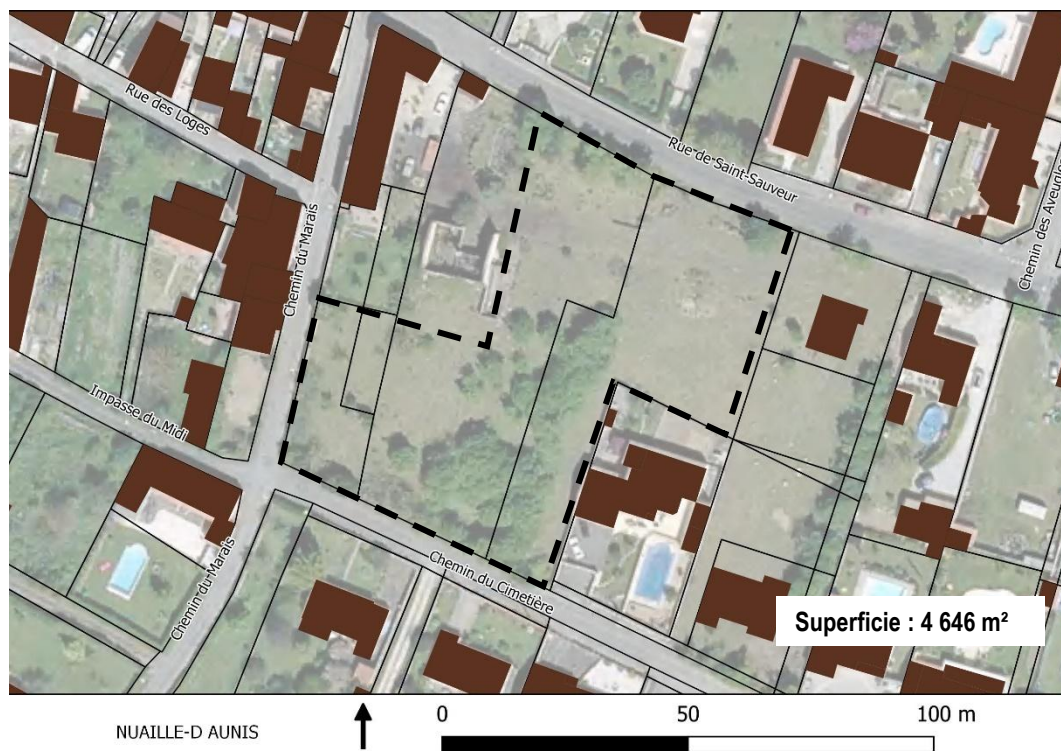 Rue des Loges
Rue de Saint-Sauveur
Chemin des Aveugle
Chemin du Marais
Impasse du Midi
Chemin du Marais
Chemin du Cimetière
Superficie : 4 646 m²
NUAILLE-D AUNIS
0
50
100 m